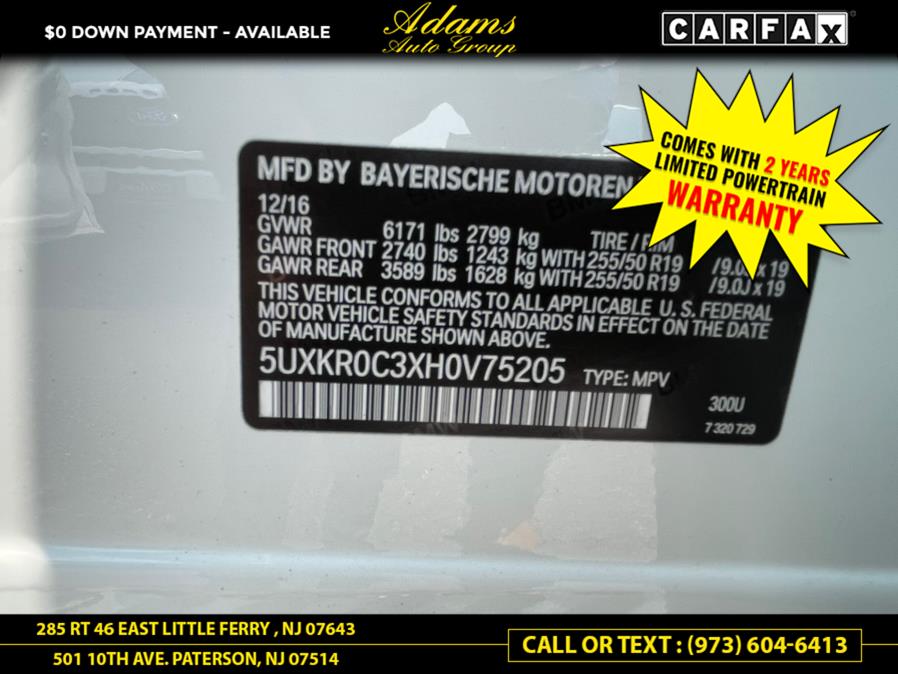 $0 DOWN PAYMENT - AVAILABLE
Adams
Auto Group
CARFAX
COMES WITH 2 YEARS
LIMITED POWERTRAIN
WARRANTY
MFD BY BAYERISCHE MOTOREN
12/16
GVWR 6171 lbs 2799 kg TIRE / RIM
GAWR FRONT 2740 lbs 1243 kg WITH 255/50 R19 /9.0J x 19
GAWR REAR 3589 lbs 1628 kg WITH 255/50 R19 /9.0J x 19
THIS VEHICLE CONFORMS TO ALL APPLICABLE U. S. FEDERAL
MOTOR VEHICLE SAFETY STANDARDS IN EFFECT ON THE DATE
OF MANUFACTURE SHOWN ABOVE.
5UXKR0C3XH0V75205 TYPE: MPV
300U
7 320 729
285 RT 46 EAST LITTLE FERRY , NJ 07643
501 10TH AVE. PATERSON, NJ 07514
CALL OR TEXT : (973) 604-6413